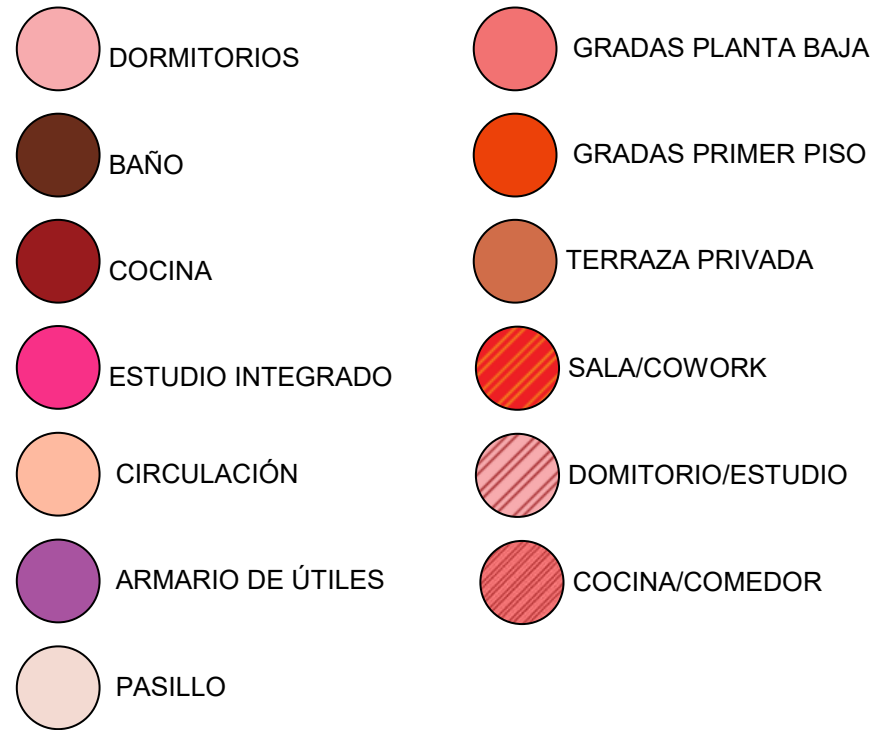 DORMITORIOS
BAÑO
COCINA
ESTUDIO INTEGRADO
CIRCULACIÓN
ARMARIO DE ÚTILES
PASILLO
GRADAS PLANTA BAJA
GRADAS PRIMER PISO
TERRAZA PRIVADA
SALA/COWORK
DOMITORIO/ESTUDIO
COCINA/COMEDOR